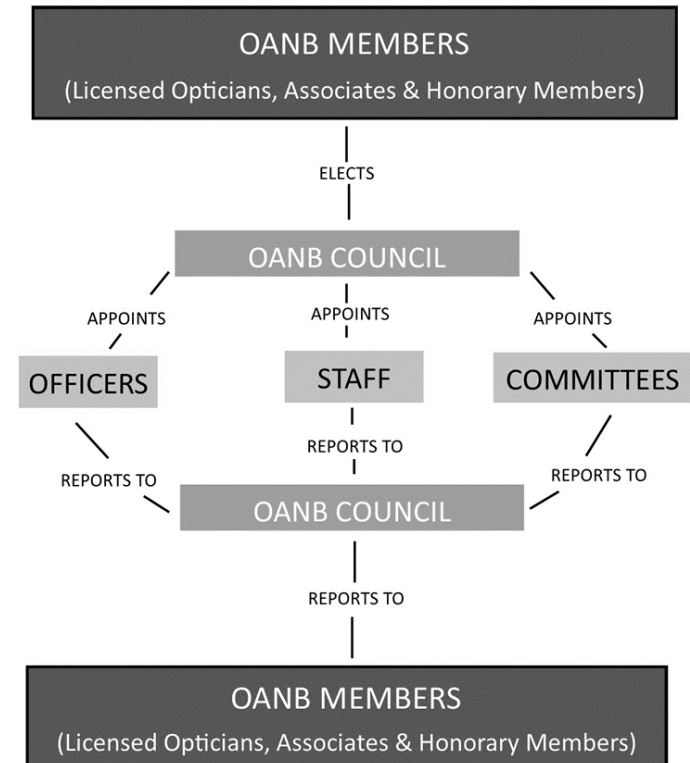 OANB MEMBERS
(Licensed Opticians, Associates & Honorary Members)
ELECTS
OANB COUNCIL
APPOINTS
APPOINTS
APPOINTS
OFFICERS
STAFF
COMMITTEES
REPORTS TO
REPORTS TO
REPORTS TO
OANB COUNCIL
REPORTS TO
OANB MEMBERS
(Licensed Opticians, Associates & Honorary Members)